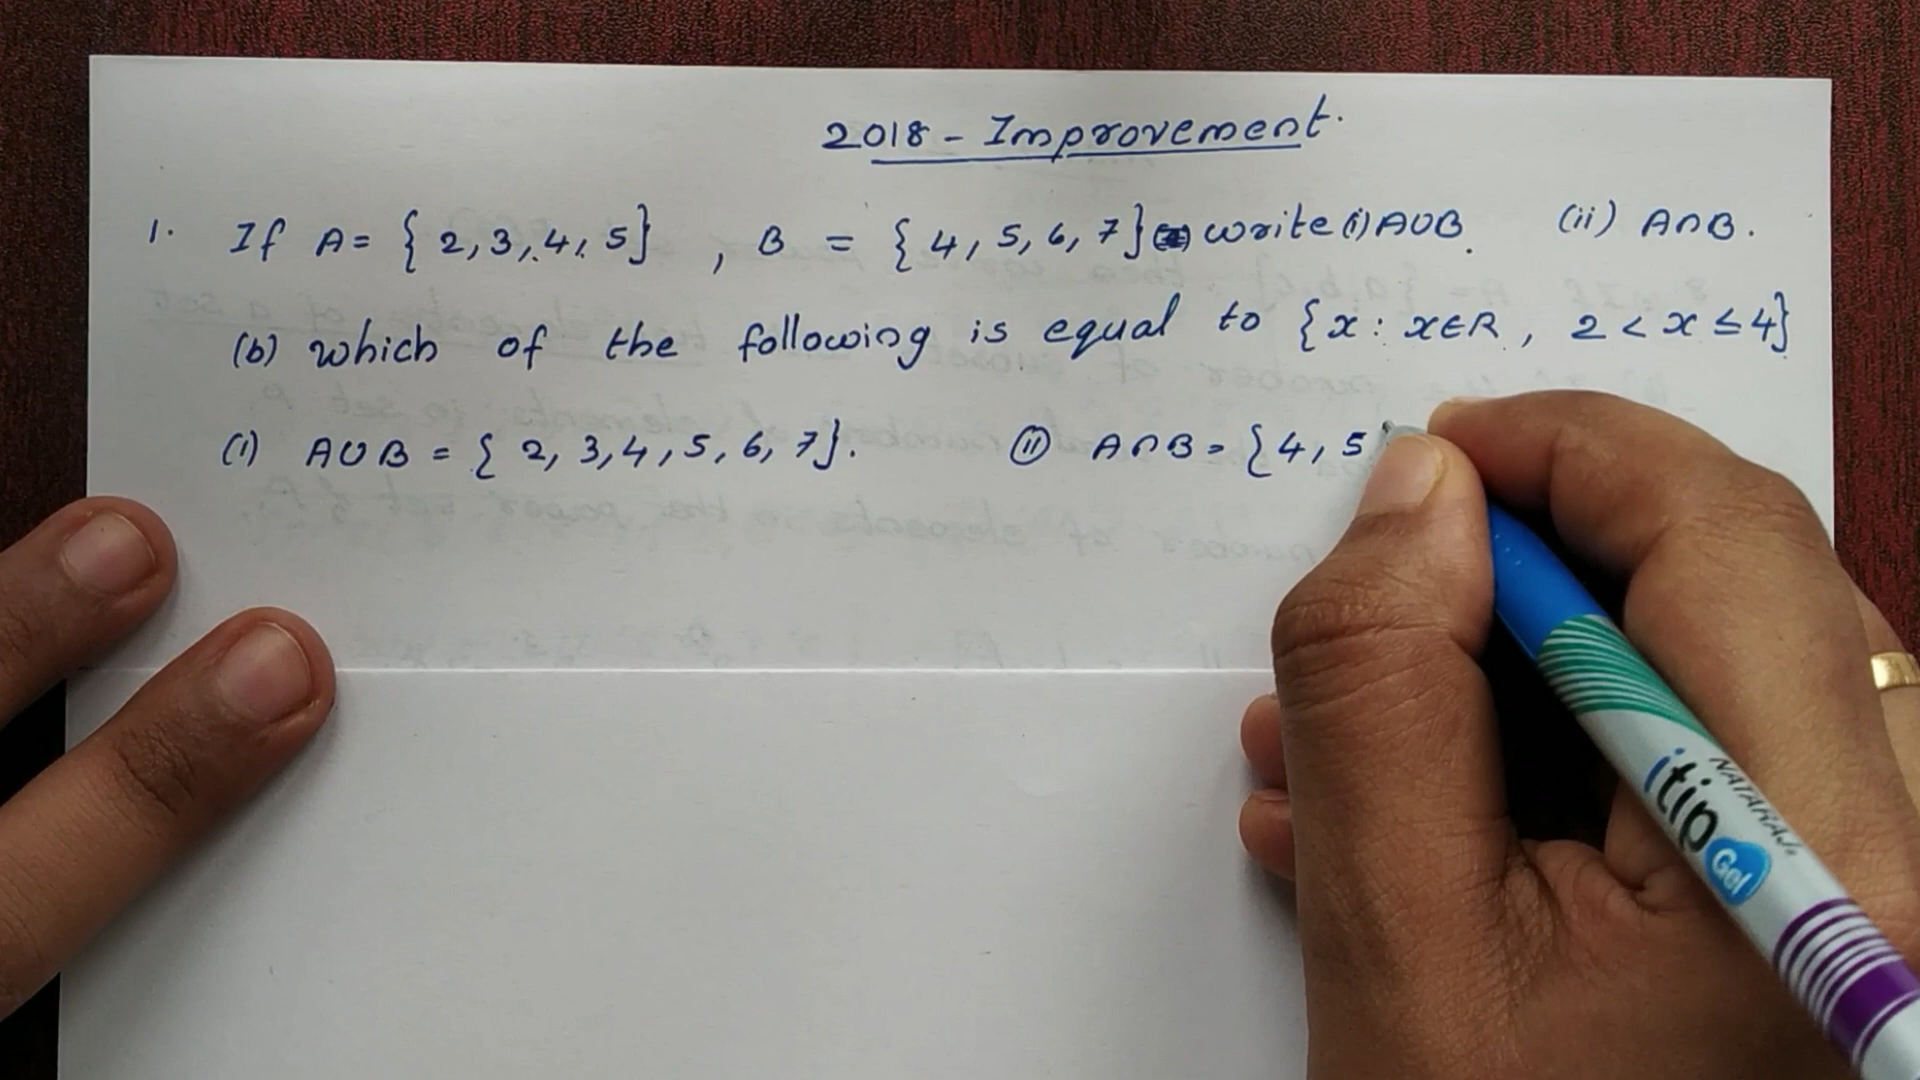 2018 - Improvement.
1. If A = {2, 3, 4, 5} , B = {4, 5, 6, 7} write (i) A∪B. (ii) A∩B.
(b) which of the following is equal to {x : x∈R , 2 < x ≤ 4}
(i) A∪B = {2, 3, 4, 5, 6, 7}. (ii) A∩B = {4, 5
NATARAJ
itip
Gel